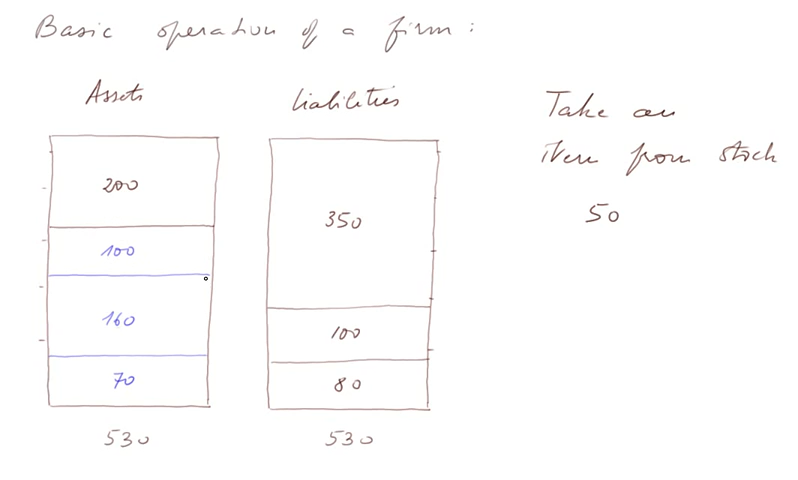 Basic operation of a firm :
Assets
200
100
160
70
530
Liabilities
350
100
80
530
Take an
item from stock
50